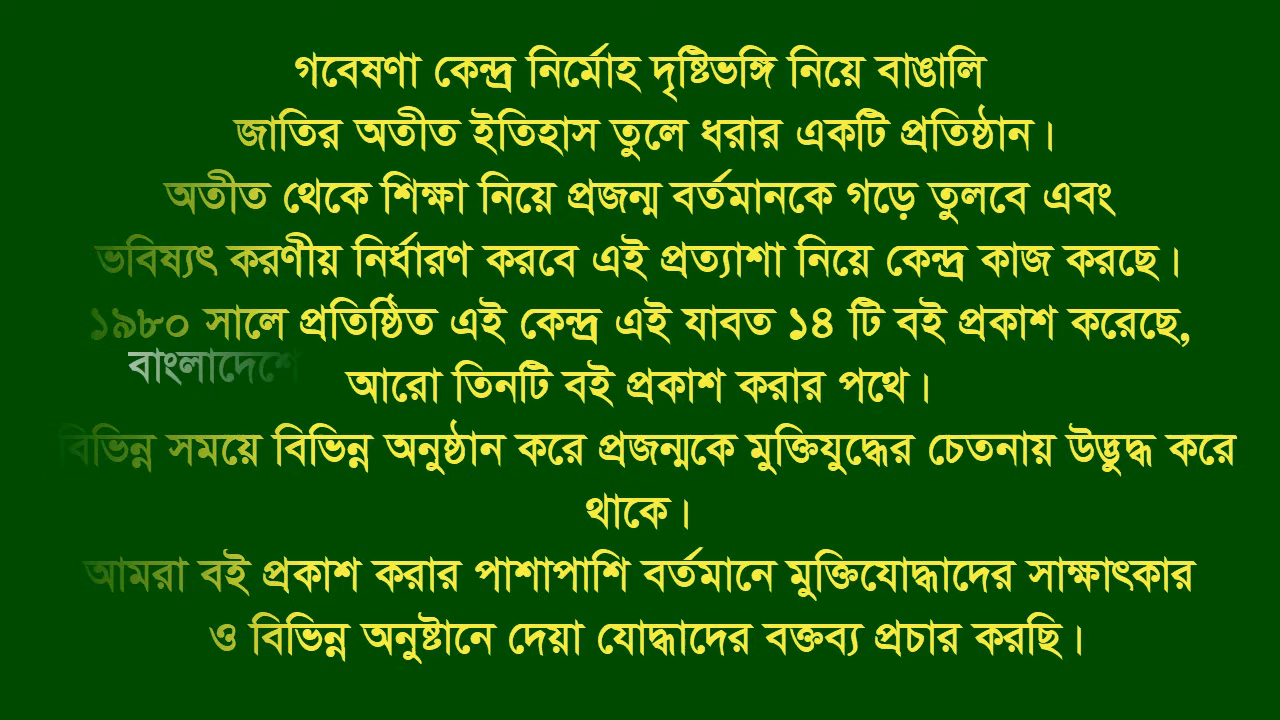 গবেষণা কেন্দ্র নির্মোহ দৃষ্টিভঙ্গি নিয়ে বাঙালি
জাতির অতীত ইতিহাস তুলে ধরার একটি প্রতিষ্ঠান।
অতীত থেকে শিক্ষা নিয়ে প্রজন্ম বর্তমানকে গড়ে তুলবে এবং
ভবিষ্যৎ করণীয় নির্ধারণ করবে এই প্রত্যাশা নিয়ে কেন্দ্র কাজ করছে।
১৯৮০ সালে প্রতিষ্ঠিত এই কেন্দ্র এই যাবত ১৪ টি বই প্রকাশ করেছে,
বাংলাদেশে
আরো তিনটি বই প্রকাশ করার পথে।
বিভিন্ন সময়ে বিভিন্ন অনুষ্ঠান করে প্রজন্মকে মুক্তিযুদ্ধের চেতনায় উদ্ভুদ্ধ করে
থাকে।
আমরা বই প্রকাশ করার পাশাপাশি বর্তমানে মুক্তিযোদ্ধাদের সাক্ষাৎকার
ও বিভিন্ন অনুষ্টানে দেয়া যোদ্ধাদের বক্তব্য প্রচার করছি।